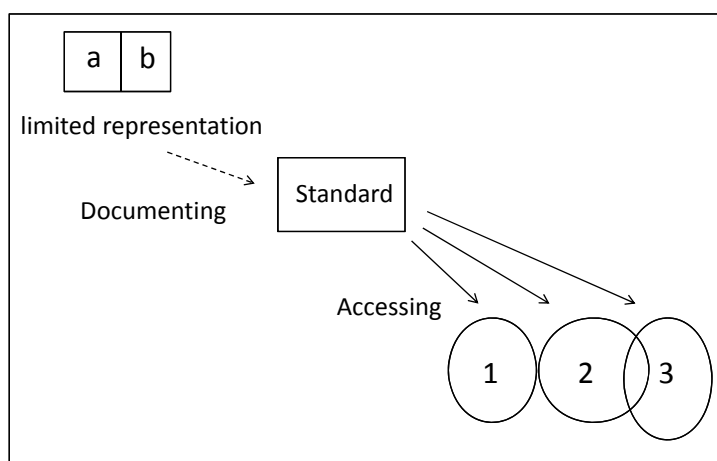 a b
limited representation
Standard
Documenting
Accessing
1 2 3